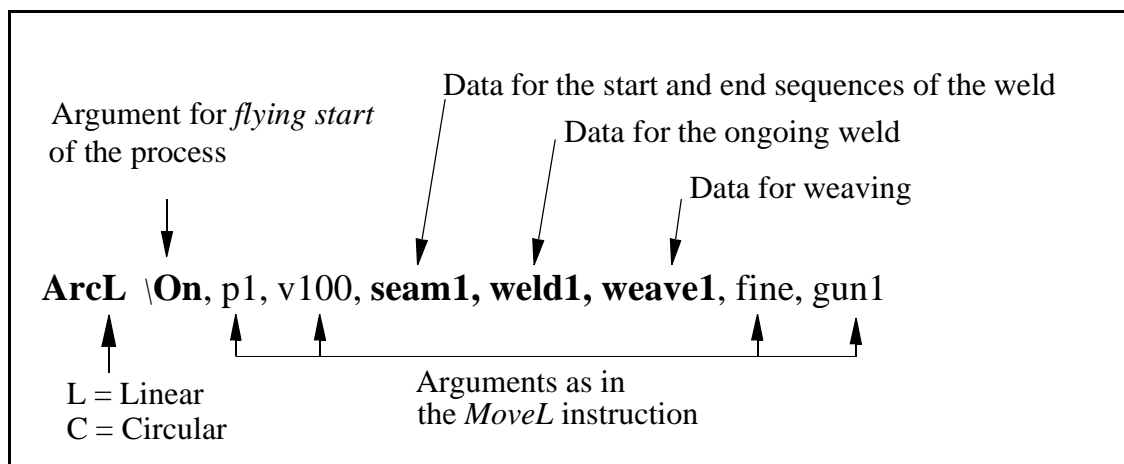 Data for the start and end sequences of the weld
Argument for flying start
of the process
Data for the ongoing weld
Data for weaving
ArcL \On, p1, v100, seam1, weld1, weave1, fine, gun1
L = Linear
C = Circular
Arguments as in
the MoveL instruction